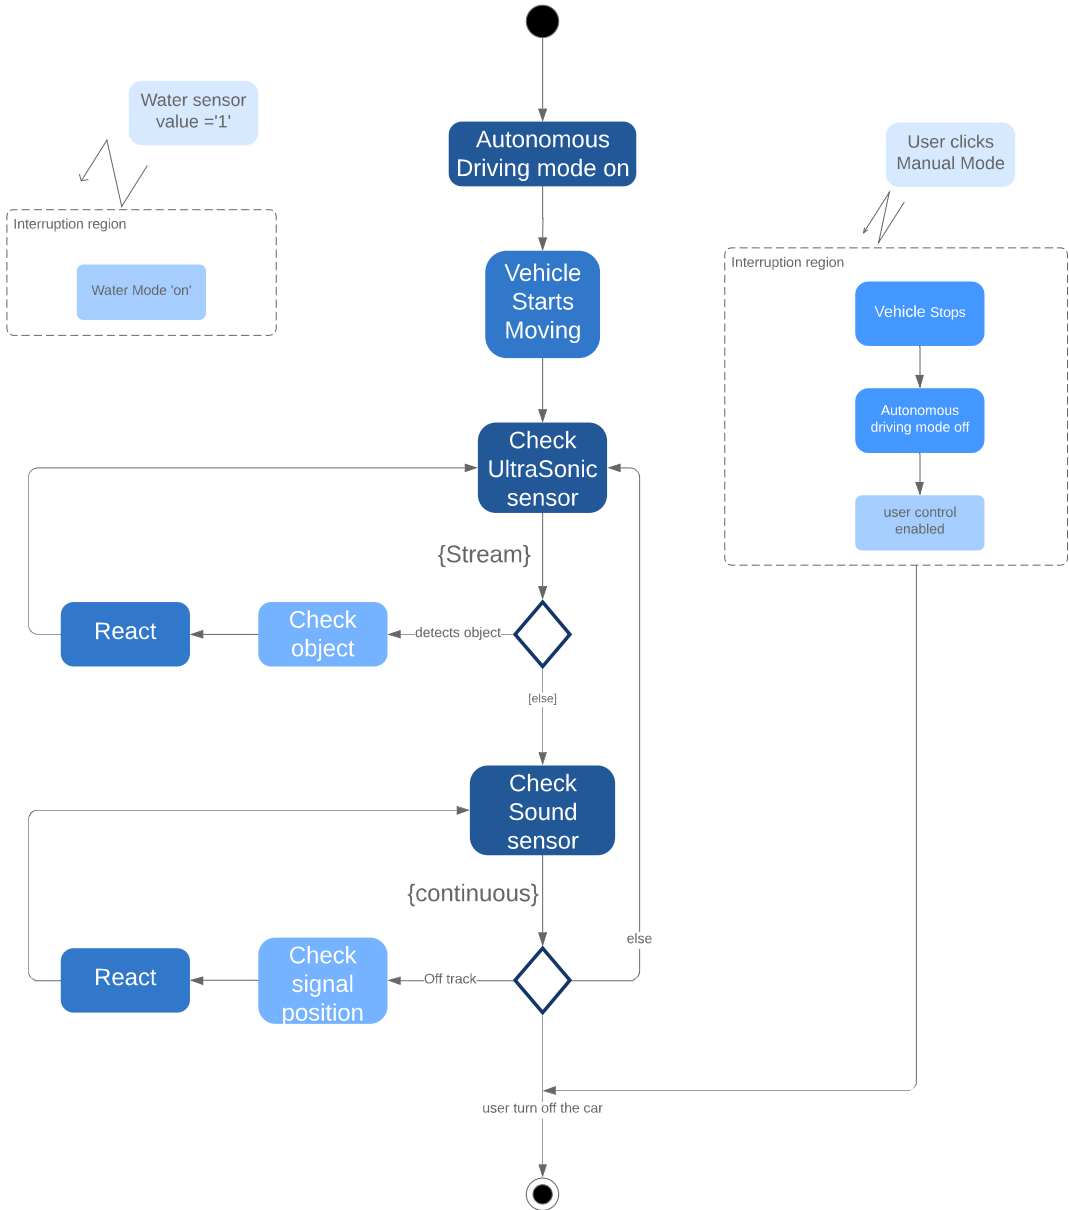 Water sensor
value ='1'
Autonomous
Driving mode on
User clicks
Manual Mode
Interruption region
Water Mode 'on'
Vehicle
Starts
Moving
Interruption region
Vehicle Stops
Autonomous
driving mode off
user control
enabled
Check
UltraSonic
sensor
{Stream}
React
Check
object
detects object
[else]
Check
Sound
sensor
{continuous}
else
React
Check
signal
position
Off track
user turn off the car